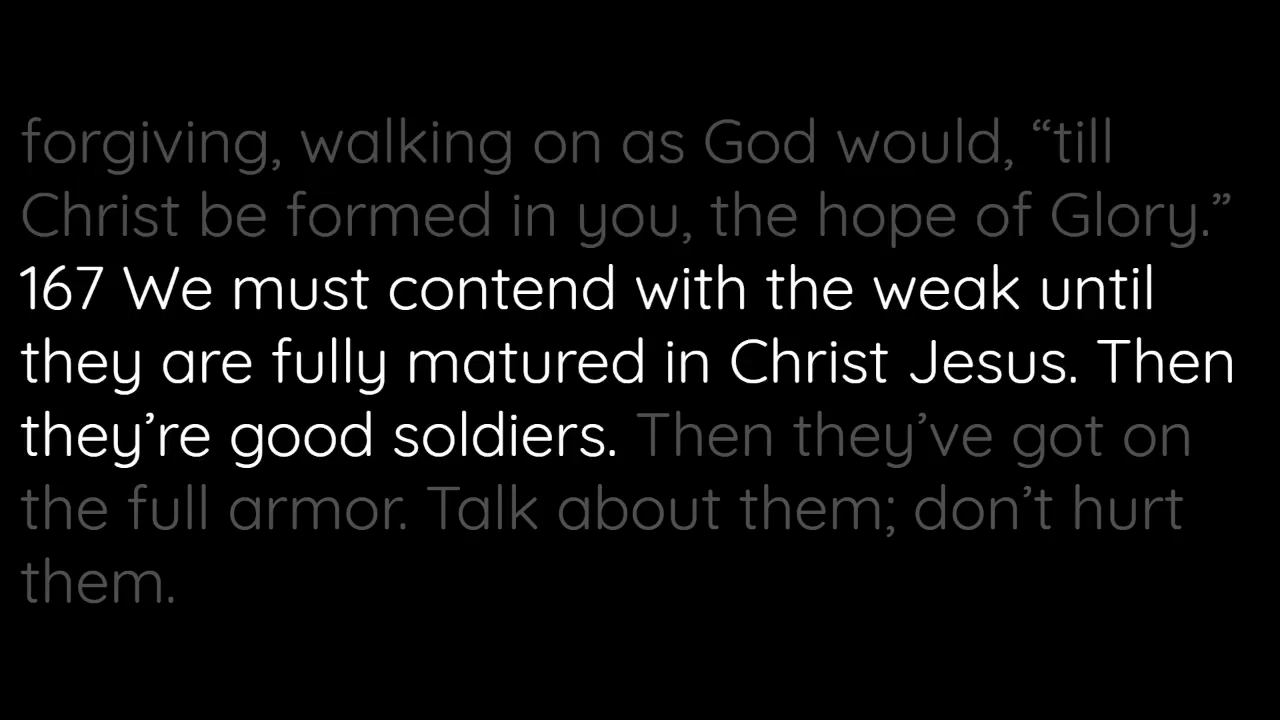 forgiving, walking on as God would, “till
Christ be formed in you, the hope of Glory.”
167 We must contend with the weak until
they are fully matured in Christ Jesus. Then
they’re good soldiers. Then they’ve got on
the full armor. Talk about them; don’t hurt
them.